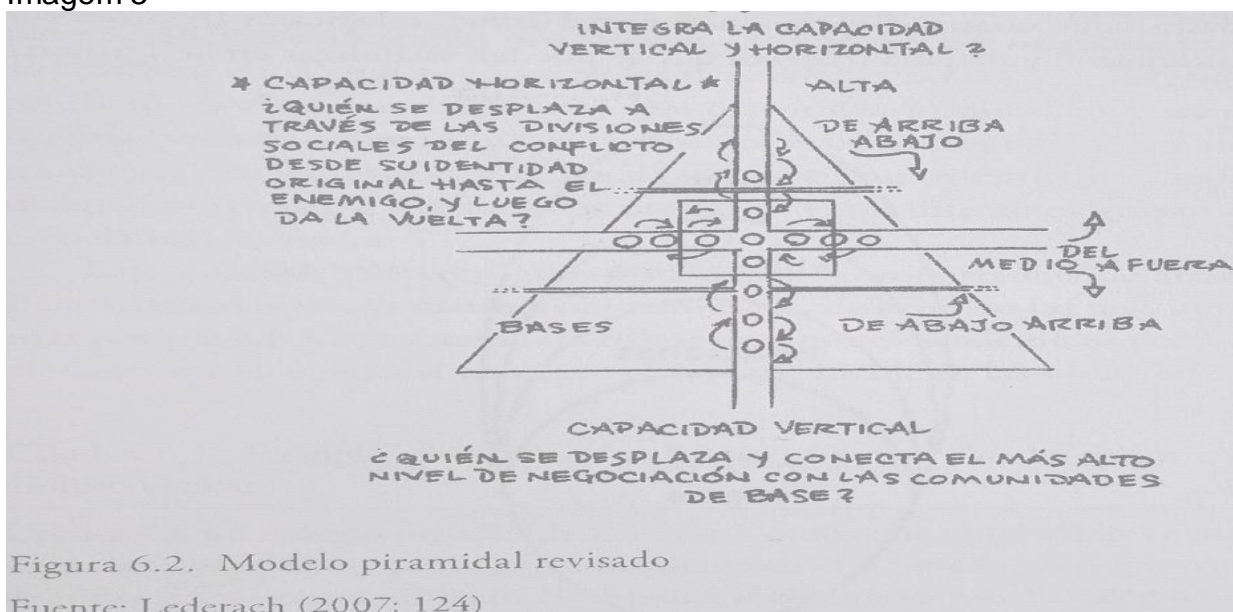 Imagem 3
INTEGRA LA CAPACIDAD
VERTICAL Y HORIZONTAL ?
* CAPACIDAD HORIZONTAL *
¿QUIÉN SE DESPLAZA A
TRAVÉS DE LAS DIVISIONES
SOCIALES DEL CONFLICTO
DESDE SU IDENTIDAD
ORIGINAL HASTA EL
ENEMIGO, Y LUEGO
DA LA VUELTA?
ALTA
DE ARRIBA
ABAJO
DEL
MEDIO A FUERA
BASES
DE ABAJO ARRIBA
CAPACIDAD VERTICAL
¿QUIÉN SE DESPLAZA Y CONECTA EL MÁS ALTO
NIVEL DE NEGOCIACIÓN CON LAS COMUNIDADES
DE BASE?
Figura 6.2. Modelo piramidal revisado
Fuente: Lederach (2007: 124)